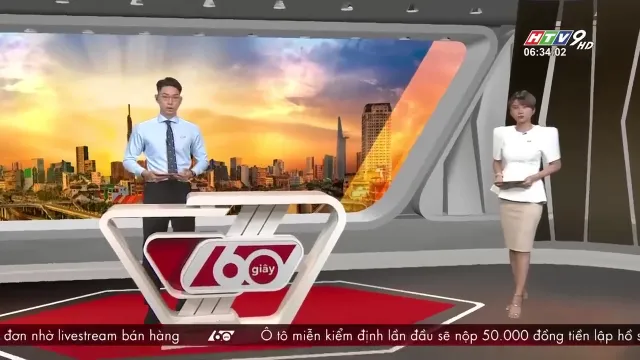 HTV9 HD
06:34:02
60 giây
đơn nhờ livestream bán hàng 60 Ô tô miễn kiểm định lần đầu sẽ nộp 50.000 đồng tiền lập hồ s